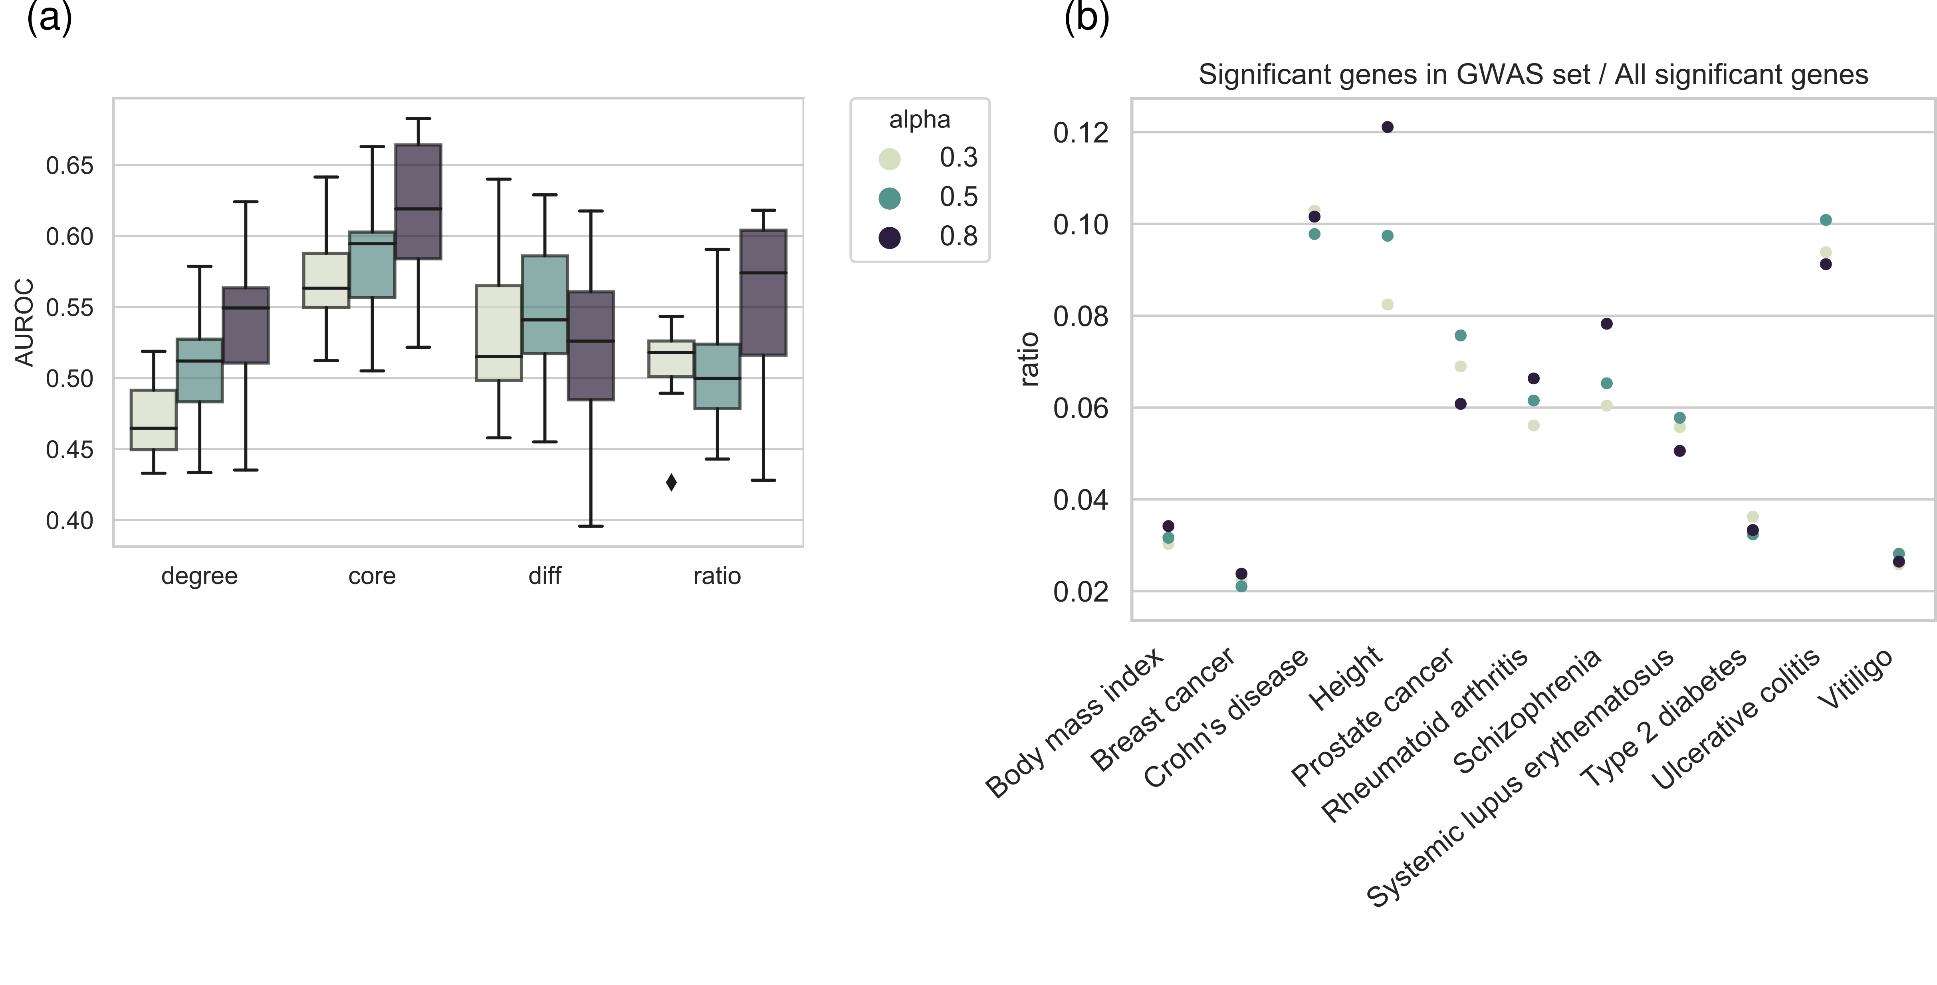 (a)
AUROC
0.65
0.60
0.55
0.50
0.45
0.40
degree
core
diff
ratio
alpha
0.3
0.5
0.8
(b)
Significant genes in GWAS set / All significant genes
ratio
0.12
0.10
0.08
0.06
0.04
0.02
Body mass index
Breast cancer
Crohn's disease
Height
Prostate cancer
Rheumatoid arthritis
Schizophrenia
Systemic lupus erythematosus
Type 2 diabetes
Ulcerative colitis
Vitiligo